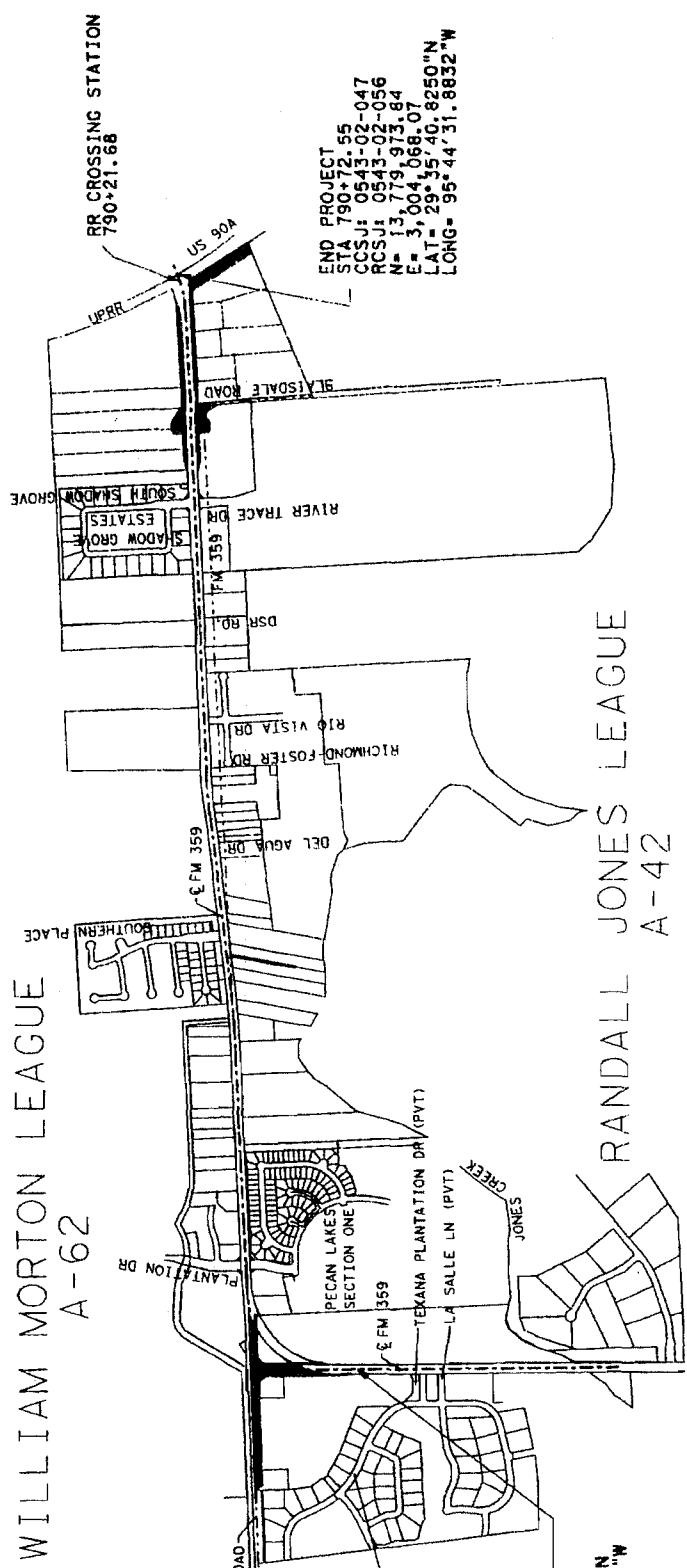 WILLIAM MORTON LEAGUE
A-62
RR CROSSING STATION
790+21.68
UPRR
US 90A
END PROJECT
STA 790+72.55
CCSJ: 0543-02-047
RCSJ: 0543-02-056
N= 13,779,973.84
E= 3,004,068.07
LAT= 29°35'40.8250"N
LONG= 95°44'31.8832"W
BLAISDALE ROAD
SOUTH SHADOW GROVE
SHADOW GROVE
ESTATES
RIVER TRACE DR
FM 359
DSR RD.
RIO VISTA DR
RICHMOND-FOSTER RD
DEL AGUA DR
℄ FM 359
SOUTHERN PLACE
PLANTATION DR
PECAN LAKES
SECTION ONE
℄ FM 359
TEXANA PLANTATION DR (PVT)
LA SALLE LN (PVT)
JONES
CREEK
RANDALL JONES LEAGUE
A-42
OAD
N
"W